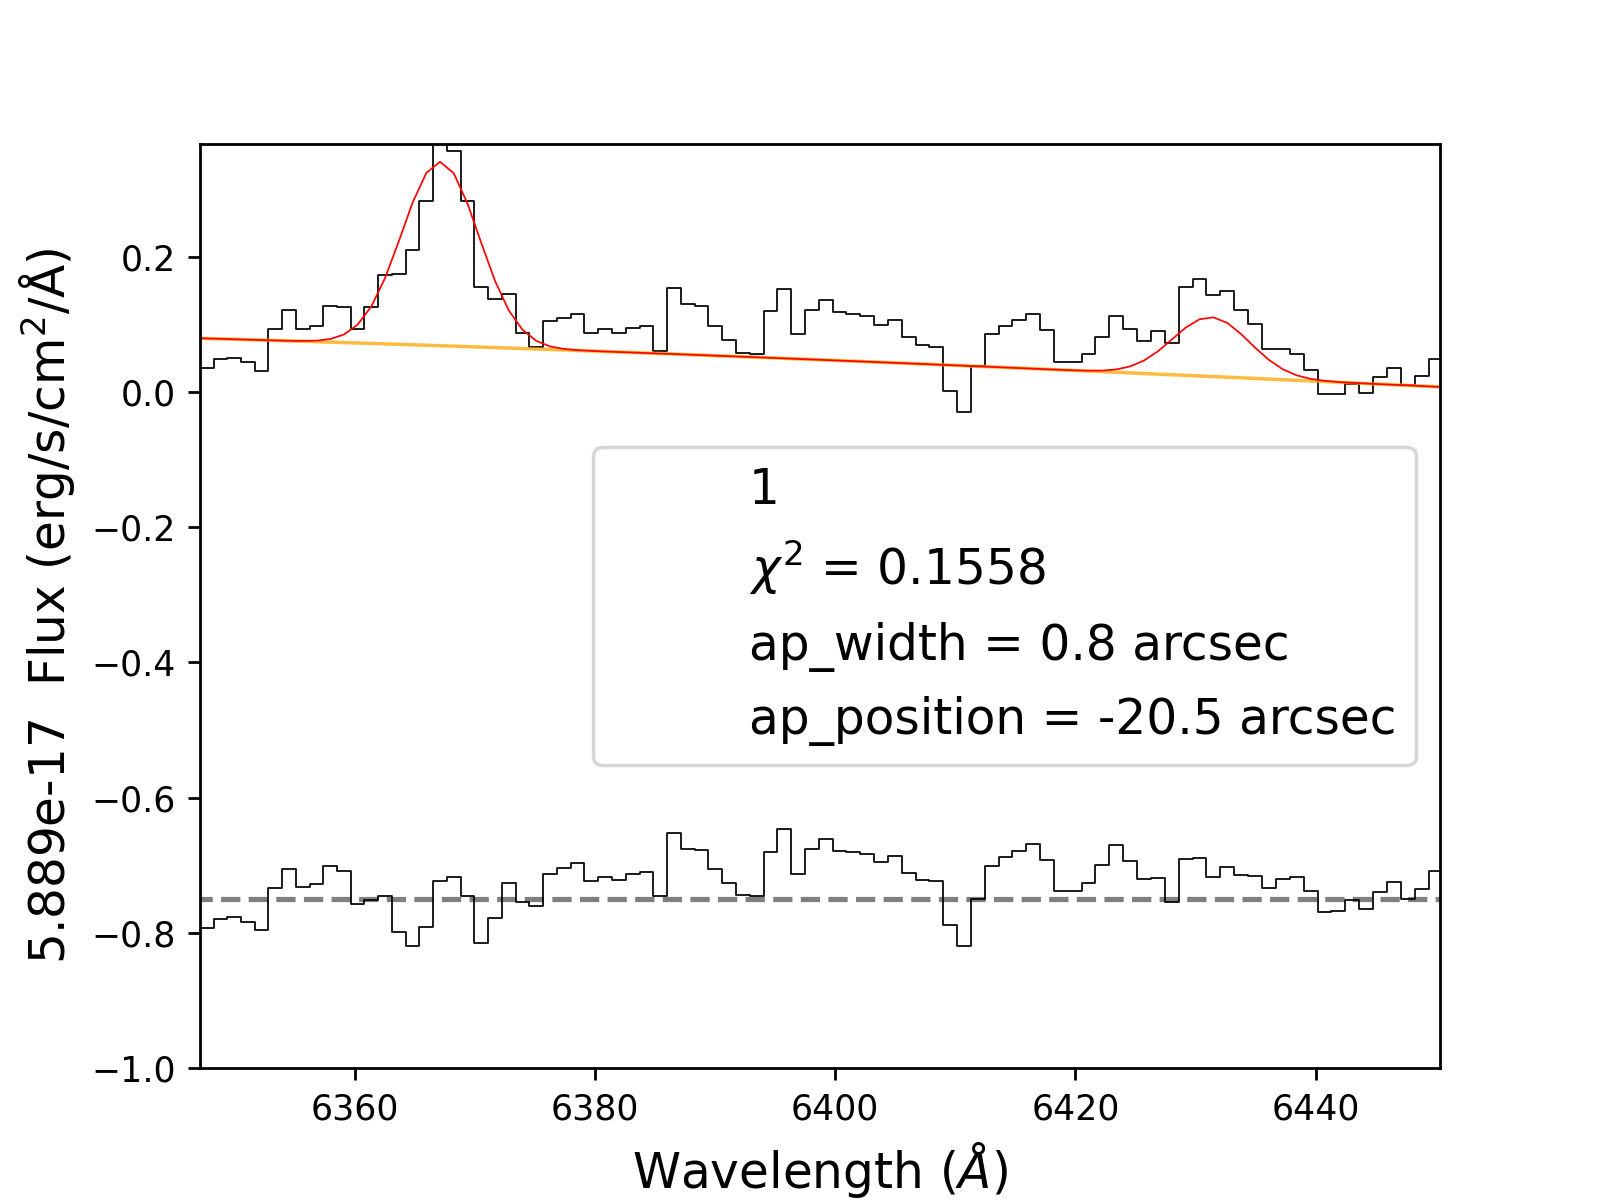 5.889e-17 Flux (erg/s/cm²/Å)
0.2
0.0
−0.2
−0.4
−0.6
−0.8
−1.0
1
χ² = 0.1558
ap_width = 0.8 arcsec
ap_position = -20.5 arcsec
6360 6380 6400 6420 6440
Wavelength (Å)